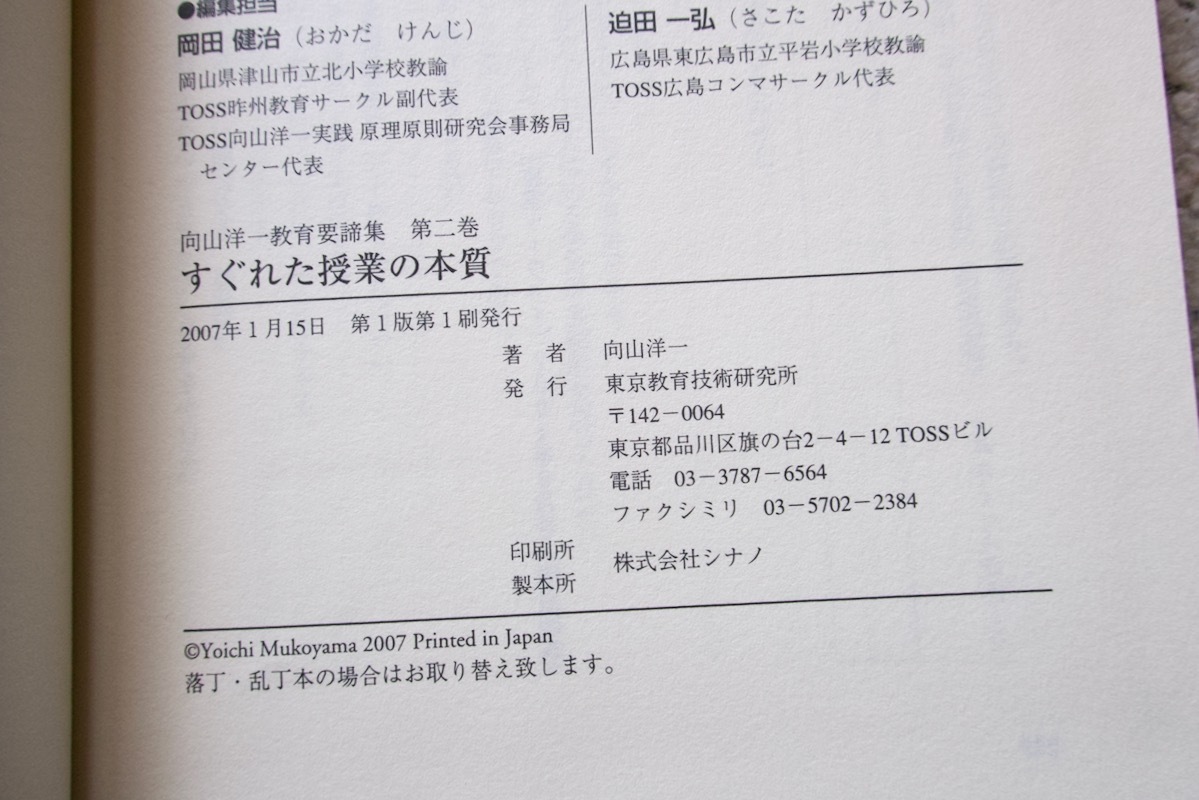 ●編集担当
岡田 健治（おかだ　けんじ）
岡山県津山市立北小学校教諭
TOSS昨州教育サークル副代表
TOSS向山洋一実践 原理原則研究会事務局
センター代表
迫田 一弘（さこた　かずひろ）
広島県東広島市立平岩小学校教諭
TOSS広島コンマサークル代表
向山洋一教育要諦集　第二巻
すぐれた授業の本質
2007年１月15日　第１版第１刷発行
著　者　向山洋一
発　行　東京教育技術研究所
〒142－0064
東京都品川区旗の台2－4－12 TOSSビル
電話　03－3787－6564
ファクシミリ　03－5702－2384
印刷所
製本所　株式会社シナノ
©Yoichi Mukoyama 2007 Printed in Japan
落丁・乱丁本の場合はお取り替え致します。